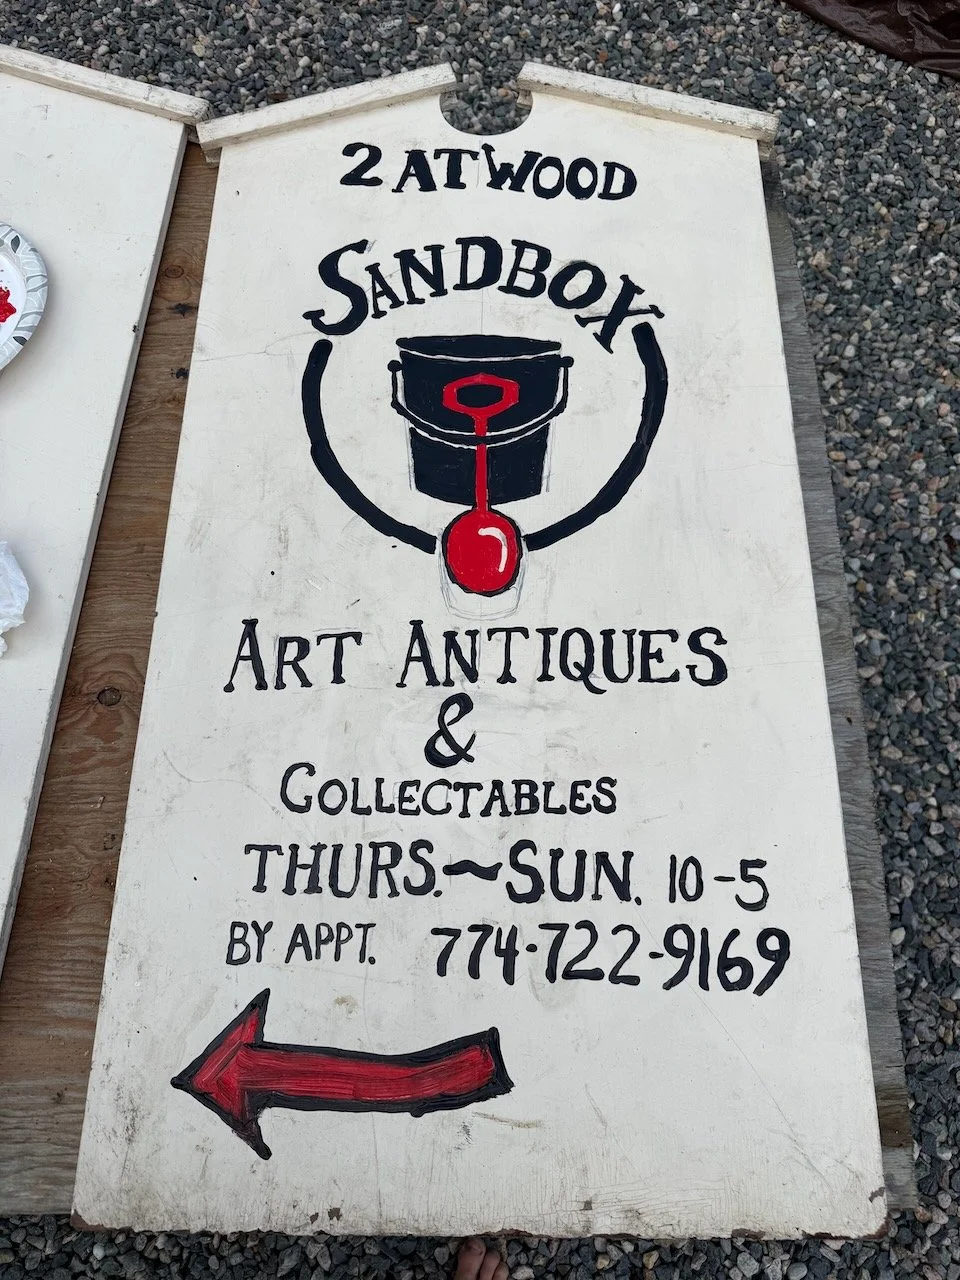 2 ATWOOD
SANDBOX
ART ANTIQUES
&
COLLECTABLES
THURS.~SUN. 10-5
BY APPT. 774-722-9169